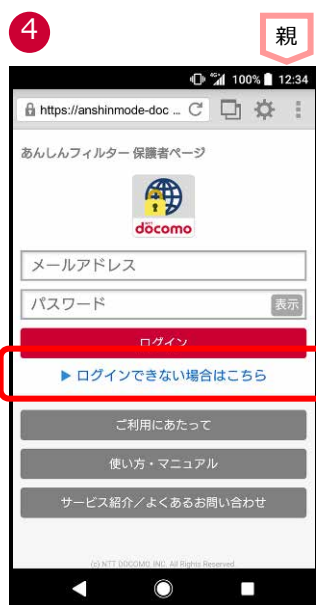 4
親
100% 12:34
https://anshinmode-doc ...
あんしんフィルター 保護者ページ
NTT
döcomo
メールアドレス
パスワード
表示
ログイン
▶ ログインできない場合はこちら
ご利用にあたって
使い方・マニュアル
サービス紹介／よくあるお問い合わせ
(c) NTT DOCOMO, INC. All Rights Reserved.